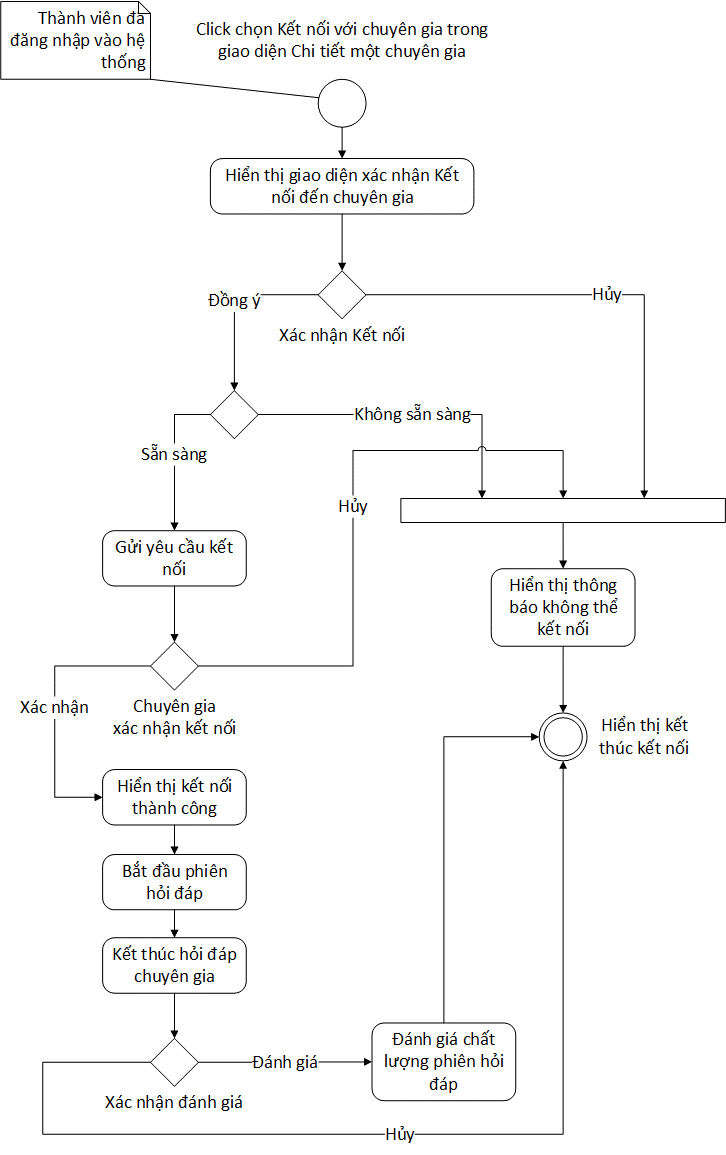 Thành viên đã
đăng nhập vào hệ
thống
Click chọn Kết nối với chuyên gia trong
giao diện Chi tiết một chuyên gia
Hiển thị giao diện xác nhận Kết
nối đến chuyên gia
Đồng ý
Hủy
Xác nhận Kết nối
Không sẵn sàng
Sẵn sàng
Hủy
Gửi yêu cầu kết
nối
Hiển thị thông
báo không thể
kết nối
Xác nhận
Chuyên gia
xác nhận kết nối
Hiển thị kết
thúc kết nối
Hiển thị kết nối
thành công
Bắt đầu phiên
hỏi đáp
Kết thúc hỏi đáp
chuyên gia
Đánh giá
Đánh giá chất
lượng phiên hỏi
đáp
Xác nhận đánh giá
Hủy